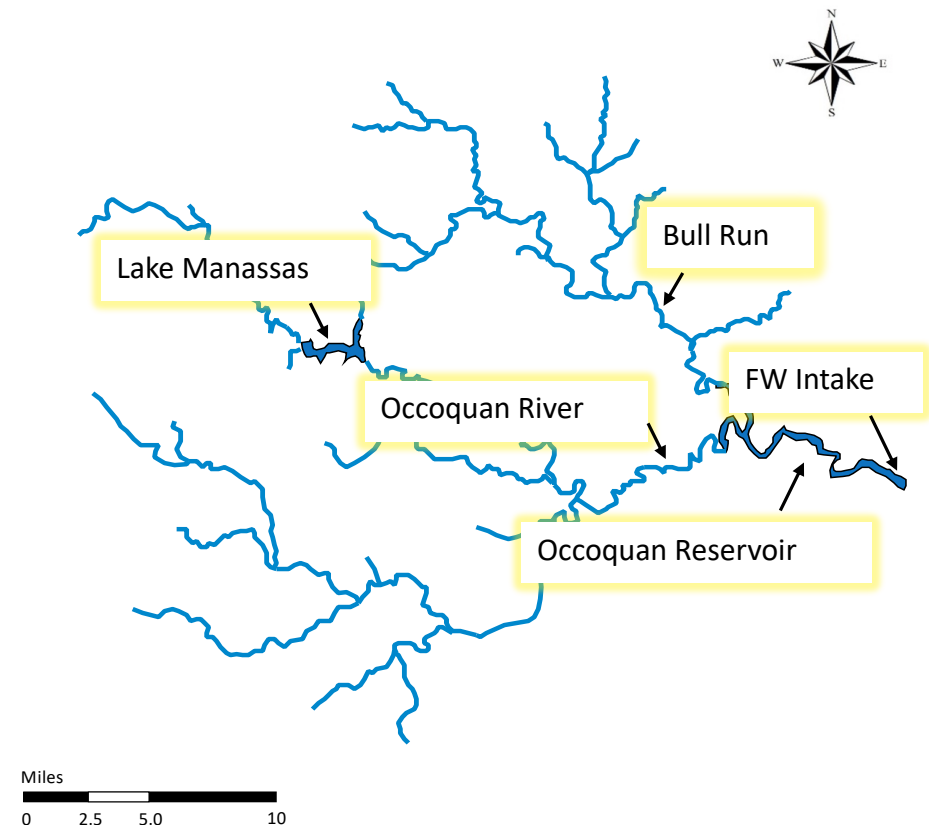 N
W E
S
Bull Run
Lake Manassas
FW Intake
Occoquan River
Occoquan Reservoir
Miles
0 2.5 5.0 10